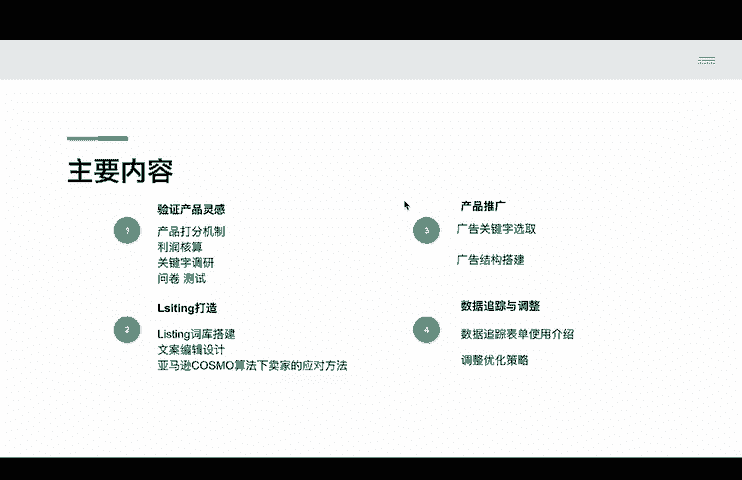 主要内容
验证产品灵感
1
产品打分机制
利润核算
关键字调研
问卷 测试
Lsiting打造
2
Listing词库搭建
文案编辑设计
亚马逊COSMO算法下卖家的应对方法
产品推广
3
广告关键字选取
广告结构搭建
数据追踪与调整
4
数据追踪表单使用介绍
调整优化策略